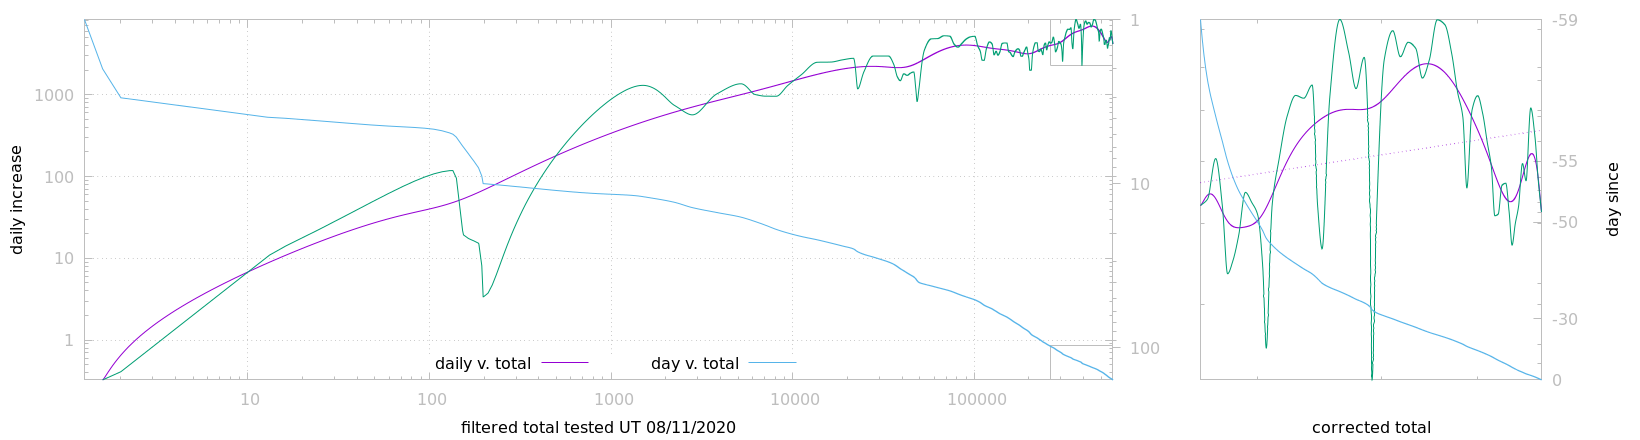 daily increase
1000
100
10
1
daily v. total
day v. total
10
100
1000
10000
100000
filtered total tested UT 08/11/2020
1
10
100
-59
-55
-50
-30
0
day since
corrected total